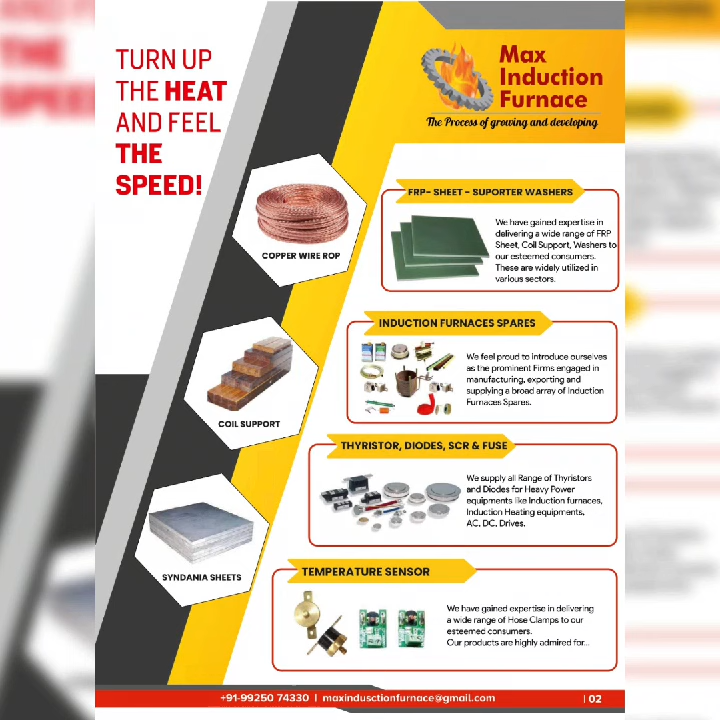 TURN UP
THE HEAT
AND FEEL
THE
SPEED!
Max
Induction
Furnace
The Process of growing and developing
COPPER WIRE ROP
COIL SUPPORT
SYNDANIA SHEETS
FRP- SHEET - SUPORTER WASHERS
We have gained expertise in
delivering a wide range of FRP
Sheet, Coil Support, Washers to
our esteemed consumers.
These are widely utilized in
various sectors.
INDUCTION FURNACES SPARES
We feel proud to introduce ourselves
as the prominent Firms engaged in
manufacturing, exporting and
supplying a broad array of Induction
Furnaces Spares.
THYRISTOR, DIODES, SCR & FUSE
We supply all Range of Thyristors
and Diodes for Heavy Power
equipments like Induction furnaces,
Induction Heating equipments,
AC, DC, Drives.
TEMPERATURE SENSOR
We have gained expertise in delivering
a wide range of Hose Clamps to our
esteemed consumers.
Our products are highly admired for...
+91-99250 74330 | maxindusctionfurnace@gmail.com
| 02